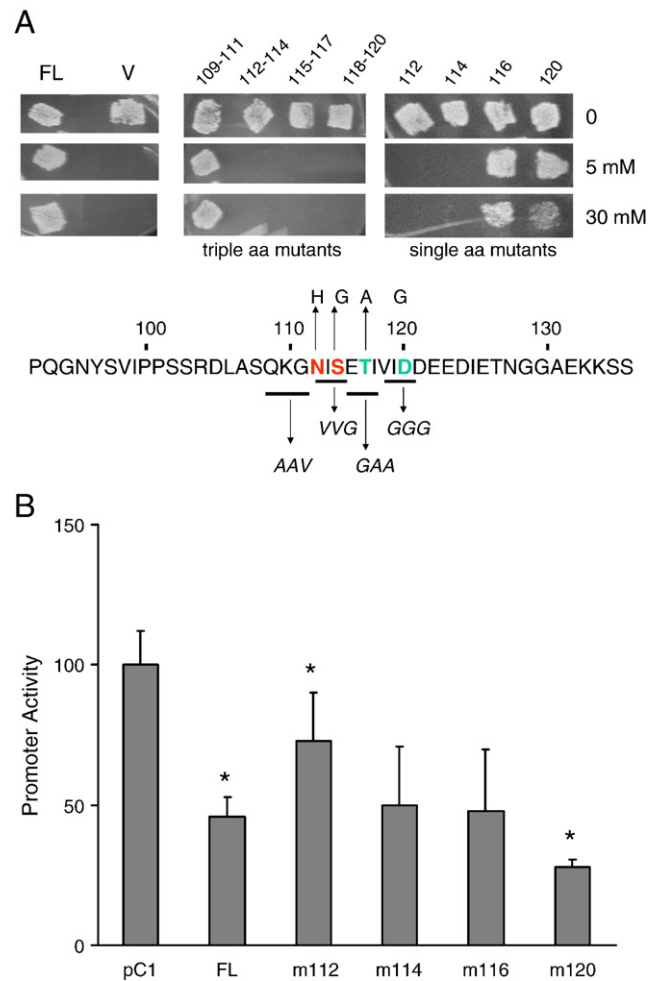 A
FL V 109-111 112-114 115-117 118-120 112 114 116 120
0
5 mM
30 mM
triple aa mutants single aa mutants
H G A G
100 110 120 130
PQGNYSVIPPSSRDLASQKGNISETIVIDDEEDIETNGGAEKKSS
VVG GGG
AAV GAA
B
Promoter Activity
150
100
50
0
* * *
pC1 FL m112 m114 m116 m120